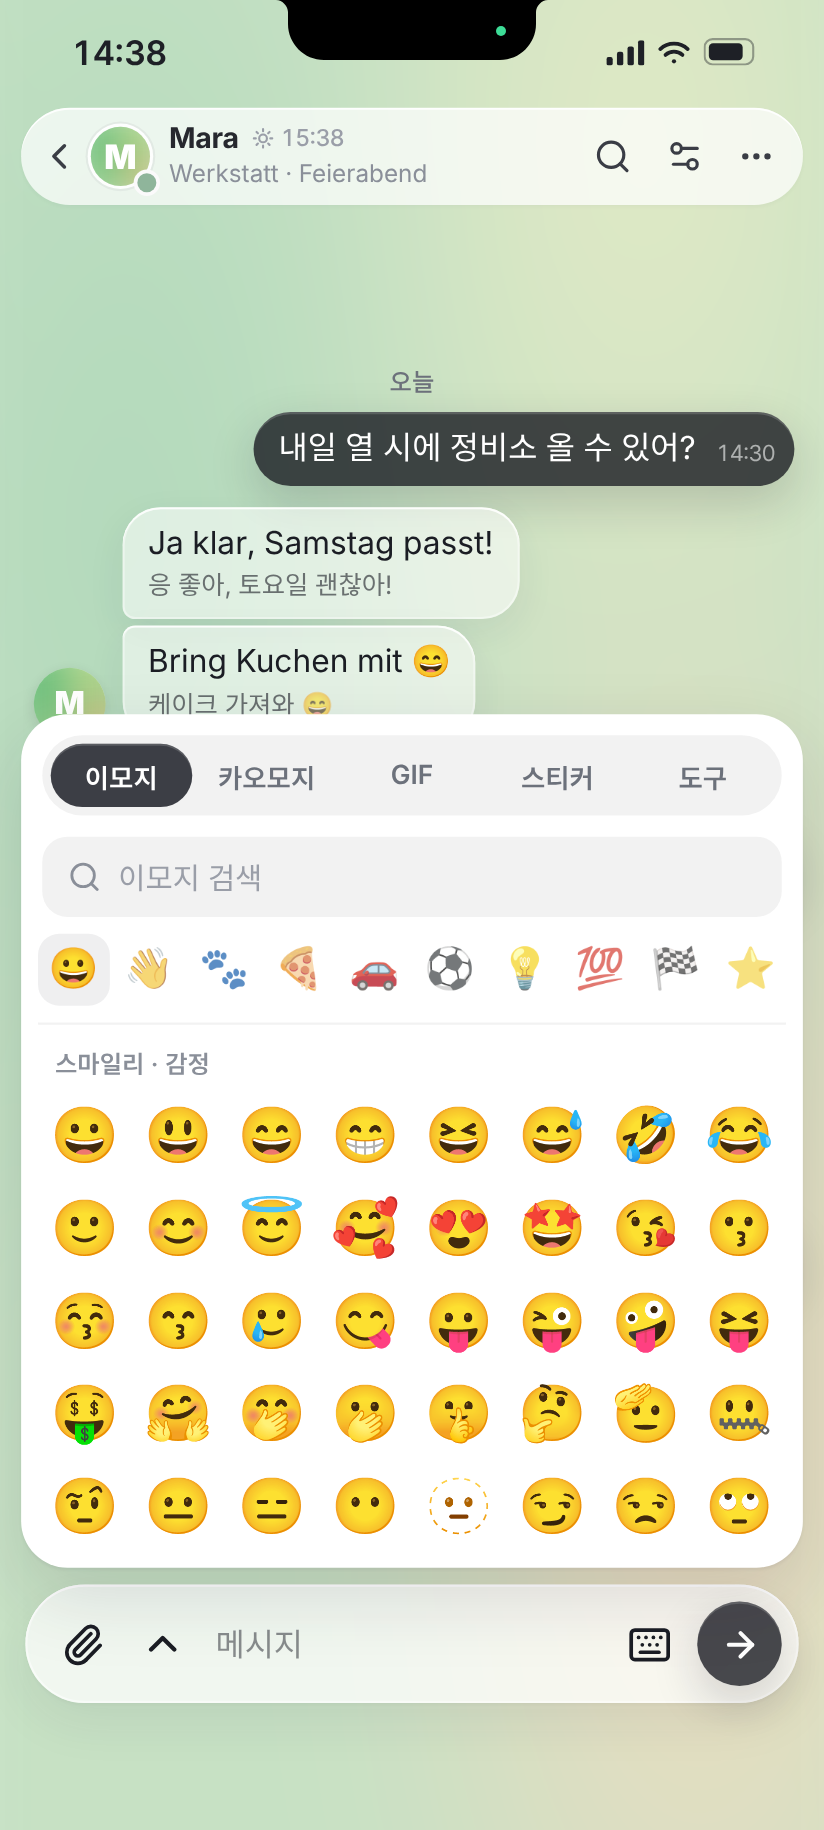 14:38
Mara 15:38
Werkstatt · Feierabend
M
오늘
내일 열 시에 정비소 올 수 있어? 14:30
Ja klar, Samstag passt!
응 좋아, 토요일 괜찮아!
Bring Kuchen mit 😄
케이크 가져와 😄
M
이모지 카오모지 GIF 스티커 도구
이모지 검색
스마일리 · 감정
메시지